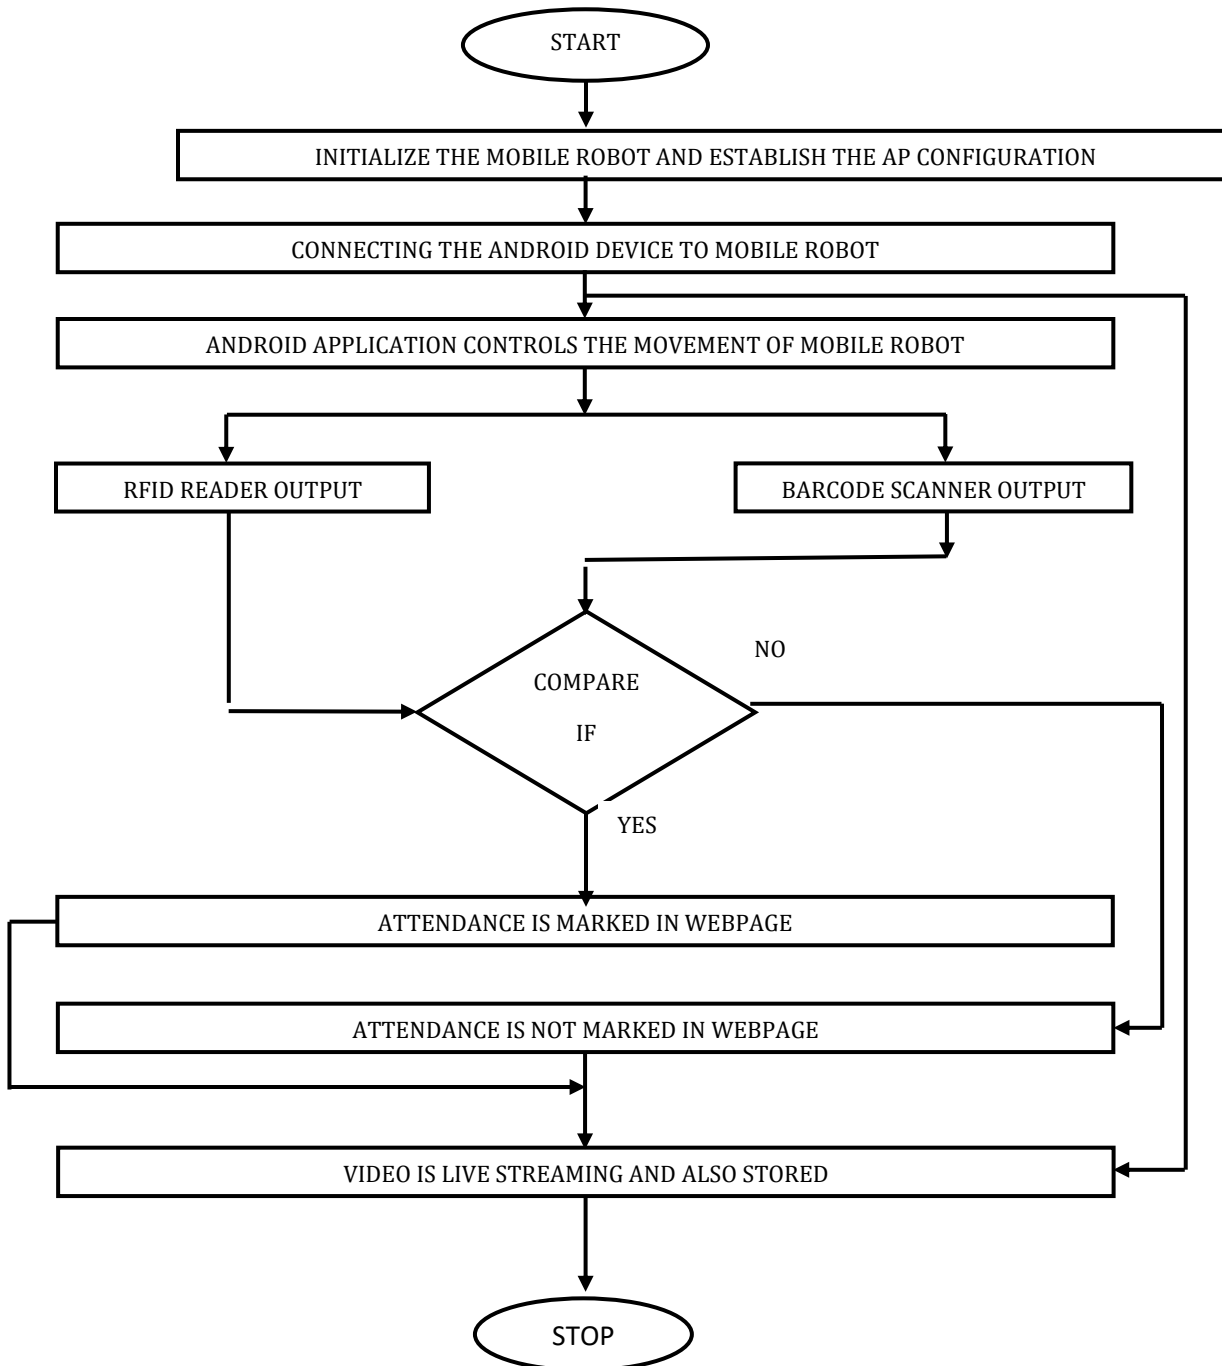 START
INITIALIZE THE MOBILE ROBOT AND ESTABLISH THE AP CONFIGURATION
CONNECTING THE ANDROID DEVICE TO MOBILE ROBOT
ANDROID APPLICATION CONTROLS THE MOVEMENT OF MOBILE ROBOT
RFID READER OUTPUT
BARCODE SCANNER OUTPUT
NO
COMPARE
IF
YES
ATTENDANCE IS MARKED IN WEBPAGE
ATTENDANCE IS NOT MARKED IN WEBPAGE
VIDEO IS LIVE STREAMING AND ALSO STORED
STOP